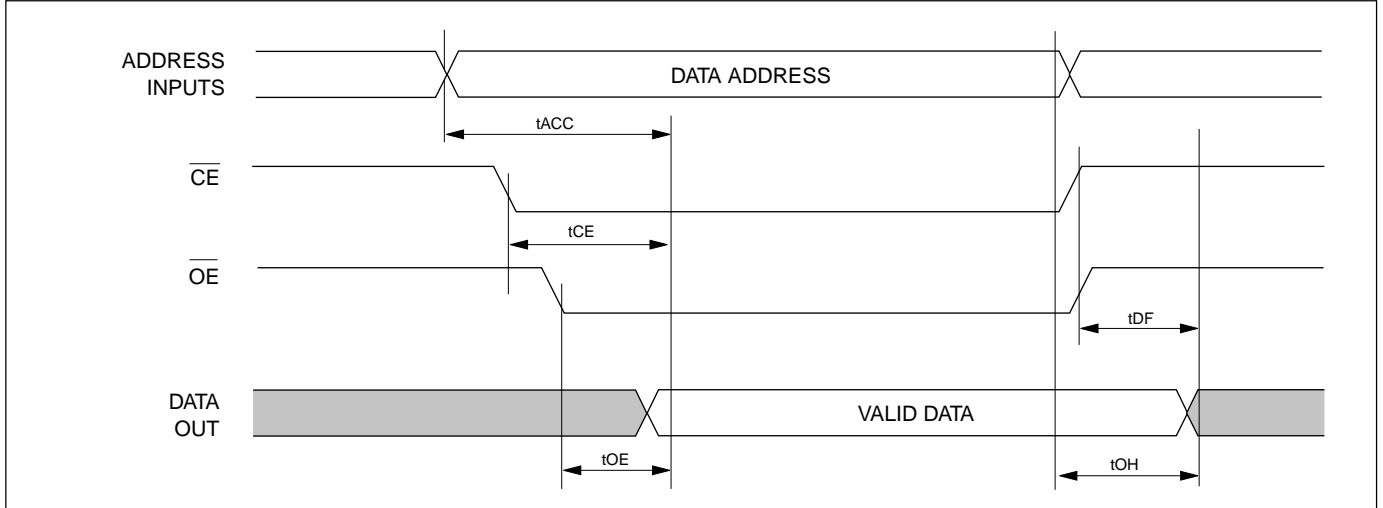 ADDRESS
INPUTS
DATA ADDRESS
tACC
CE
tCE
OE
tDF
DATA
OUT
VALID DATA
tOE
tOH